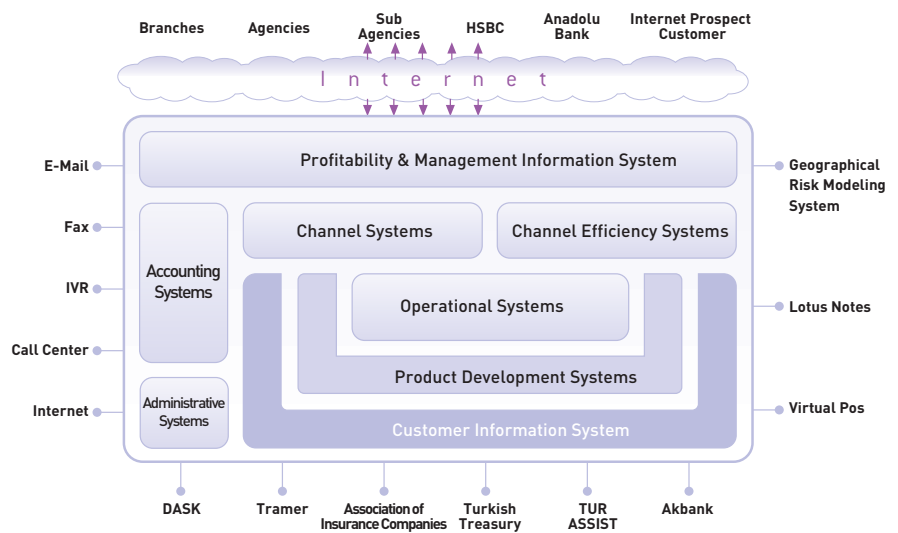 Branches
Agencies
Sub
Agencies
HSBC
Anadolu
Bank
Internet Prospect
Customer
Internet
Profitability & Management Information System
E-Mail
Fax
IVR
Call Center
Internet
Geographical
Risk Modeling
System
Lotus Notes
Virtual Pos
Channel Systems
Channel Efficiency Systems
Accounting
Systems
Operational Systems
Product Development Systems
Administrative
Systems
Customer Information System
DASK
Tramer
Association of
Insurance Companies
Turkish
Treasury
TUR
ASSIST
Akbank